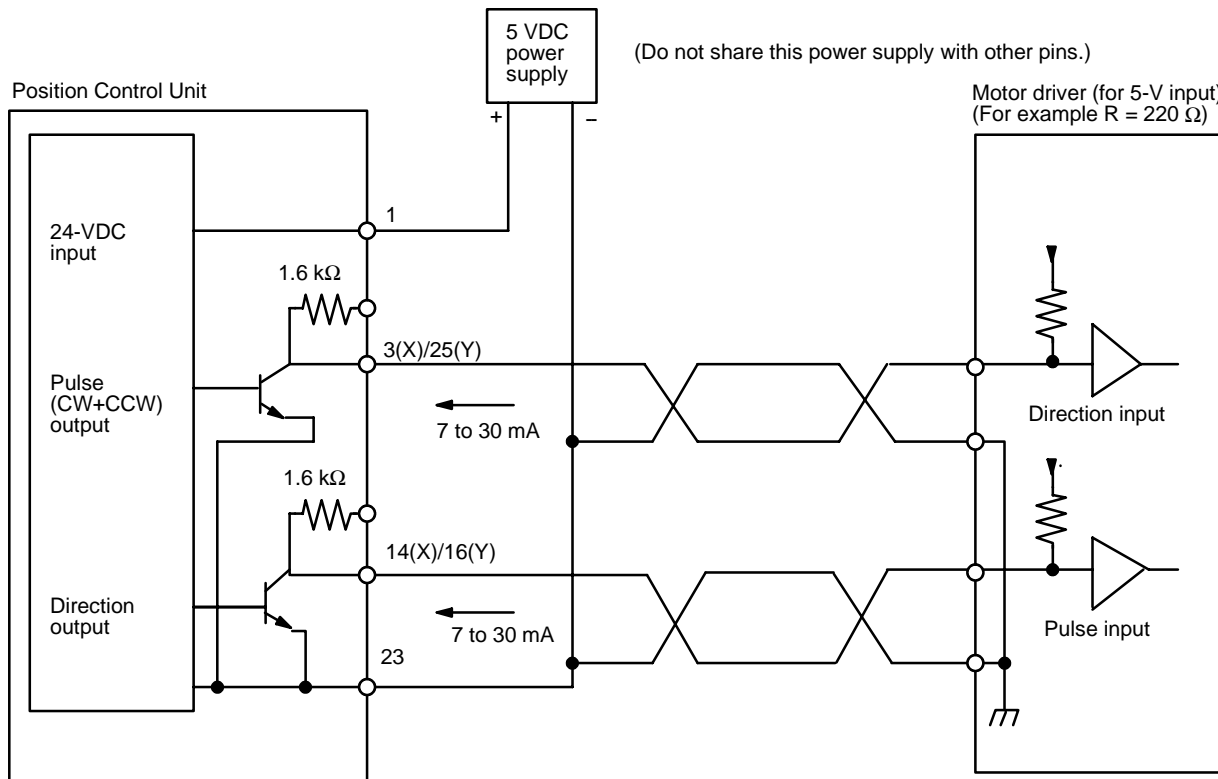 5 VDC
power
supply
(Do not share this power supply with other pins.)
+
–
Position Control Unit
Motor driver (for 5-V input)
(For example R = 220 Ω)
24-VDC
input
1
1.6 kΩ
3(X)/25(Y)
Pulse
(CW+CCW)
output
7 to 30 mA
Direction input
1.6 kΩ
14(X)/16(Y)
Direction
output
7 to 30 mA
Pulse input
23